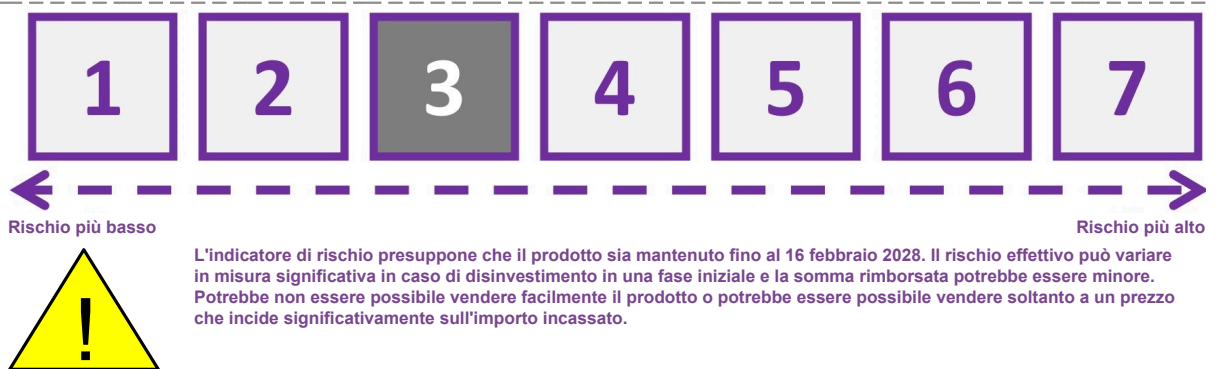 1 2 3 4 5 6 7
Rischio più basso Rischio più alto
L'indicatore di rischio presuppone che il prodotto sia mantenuto fino al 16 febbraio 2028. Il rischio effettivo può variare
in misura significativa in caso di disinvestimento in una fase iniziale e la somma rimborsata potrebbe essere minore.
Potrebbe non essere possibile vendere facilmente il prodotto o potrebbe essere possibile vendere soltanto a un prezzo
che incide significativamente sull'importo incassato.
!